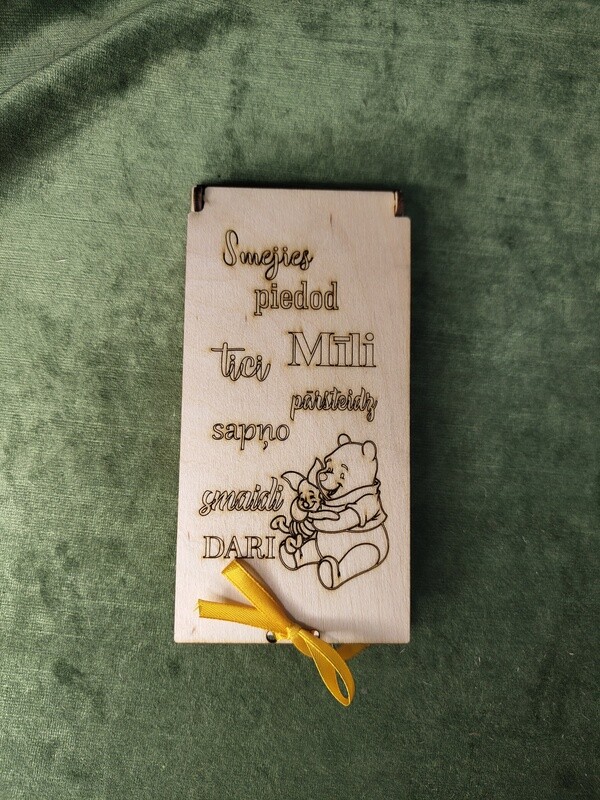 Smejies
piedod
tici Mīli
pārsteidz
sapņo
smaidi
DARI